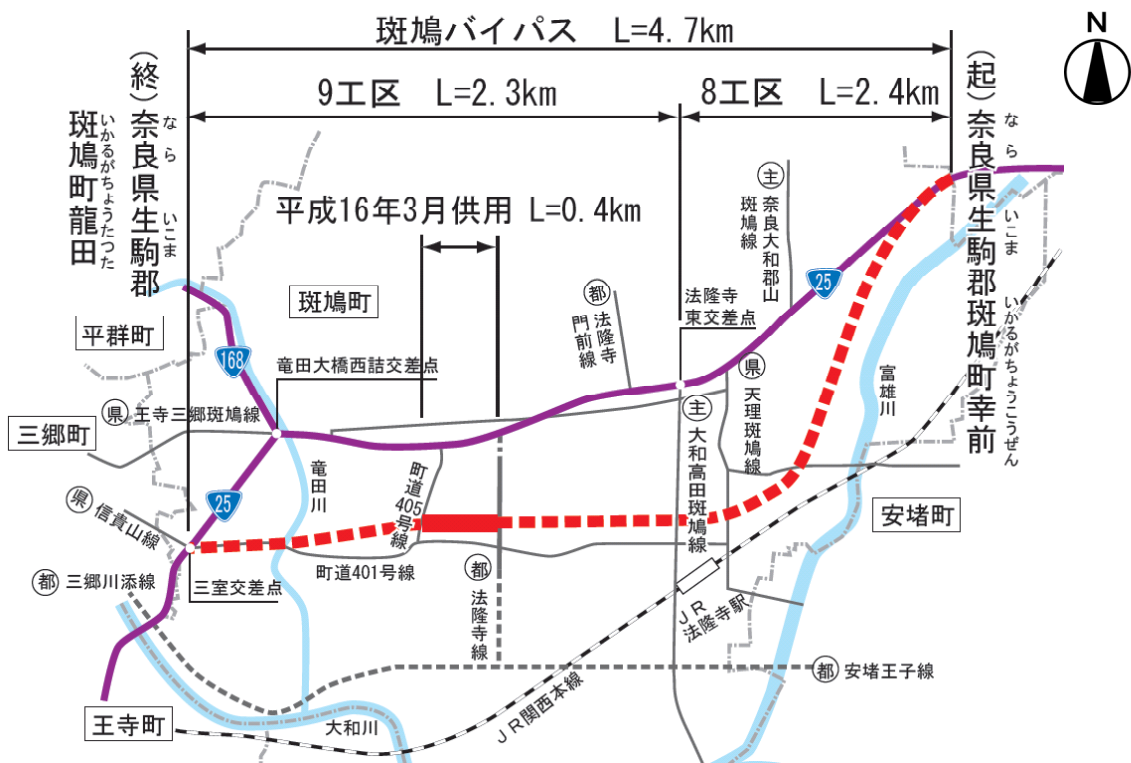 斑鳩バイパス L=4.7km
N
9工区 L=2.3km
8工区 L=2.4km
(終)奈良県生駒郡
なら いこま
斑鳩町龍田
いかるがちょうたつた
(起)奈良県生駒郡斑鳩町幸前
なら いこま いかるがちょうこうぜん
平成16年3月供用 L=0.4km
主 奈良大和郡山
斑鳩線
斑鳩町
都 法隆寺
門前線
法隆寺
東交差点
25
平群町
168
竜田大橋西詰交差点
県 天理斑鳩線
富雄川
県 王寺三郷斑鳩線
三郷町
主 大和高田斑鳩線
竜田川
町道405号線
25
県 信貴山線
安堵町
町道401号線
都 法隆寺線
都 三郷川添線
三室交差点
JR
法隆寺駅
都 安堵王子線
JR関西本線
王寺町
大和川